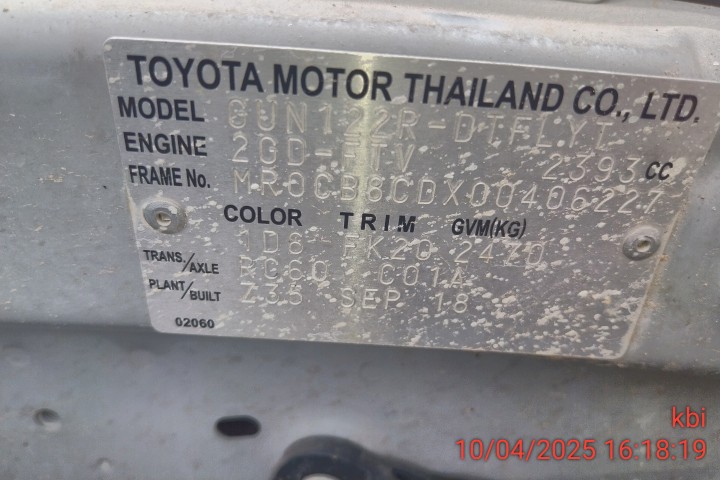 TOYOTA MOTOR THAILAND CO., LTD.
MODEL GUN122R-DTFLYT
ENGINE 2GD-FTV 2393 CC
FRAME No. MR0CB8CDX00406227
COLOR TRIM GVM(KG)
1D6 FK20
TRANS./AXLE RC60 C01A
PLANT/BUILT Z35 SEP 18
02060
kbi
10/04/2025 16:18:19